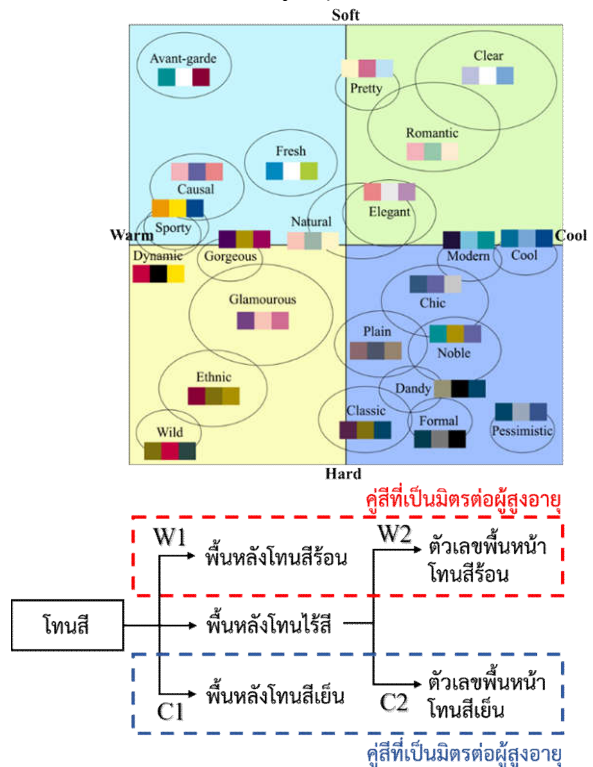 Soft
Avant-garde
Clear
Pretty
Romantic
Fresh
Causal
Elegant
Sporty
Natural
Warm
Cool
Dynamic
Gorgeous
Modern
Cool
Chic
Glamourous
Plain
Noble
Ethnic
Dandy
Classic
Formal
Wild
Pessimistic
Hard
คู่สีที่เป็นมิตรต่อผู้สูงอายุ
W1
พื้นหลังโทนสีร้อน
W2
ตัวเลขพื้นหน้า
โทนสีร้อน
โทนสี
พื้นหลังโทนไร้สี
พื้นหลังโทนสีเย็น
C1
ตัวเลขพื้นหน้า
โทนสีเย็น
C2
คู่สีที่เป็นมิตรต่อผู้สูงอายุ